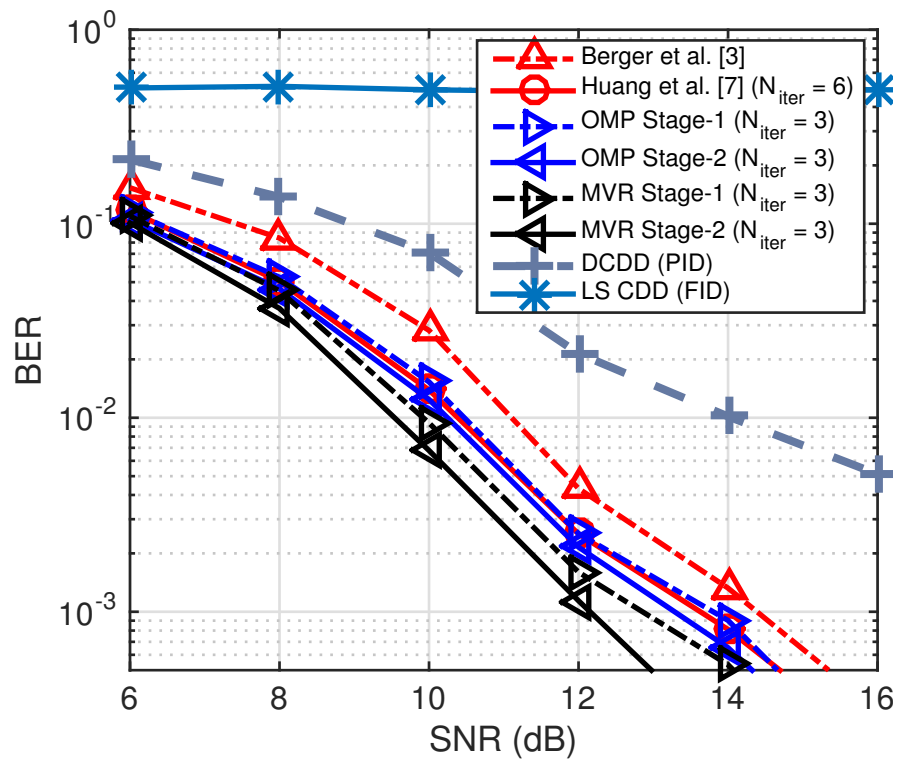 10^0
10^-1
10^-2
10^-3
BER
6
8
10
12
14
16
SNR (dB)
Berger et al. [3]
Huang et al. [7] (N_iter = 6)
OMP Stage-1 (N_iter = 3)
OMP Stage-2 (N_iter = 3)
MVR Stage-1 (N_iter = 3)
MVR Stage-2 (N_iter = 3)
DCDD (PID)
LS CDD (FID)